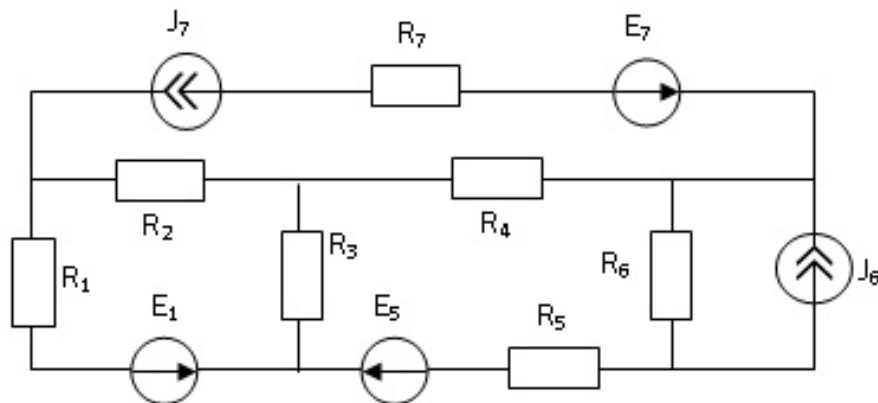 J₇
R₇
E₇
R₂
R₄
R₁
R₃
R₆
J₆
E₁
E₅
R₅